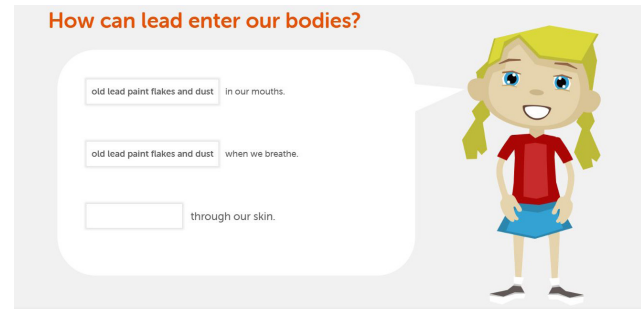 How can lead enter our bodies?
old lead paint flakes and dust in our mouths.
old lead paint flakes and dust when we breathe.
through our skin.